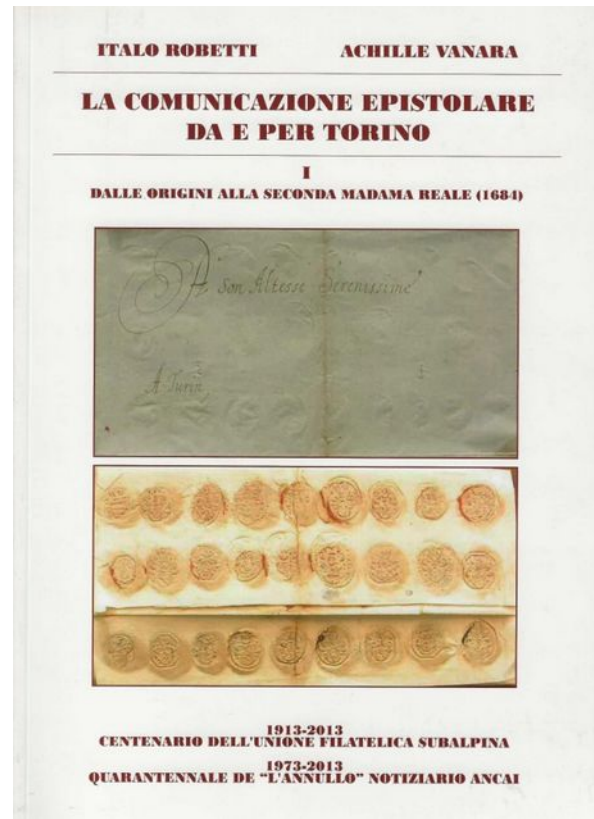 ITALO ROBETTI ACHILLE VANARA
LA COMUNICAZIONE EPISTOLARE
DA E PER TORINO
I
DALLE ORIGINI ALLA SECONDA MADAMA REALE (1684)
A Son Altesse Serenissime
A Turin
1913-2013
CENTENARIO DELL'UNIONE FILATELICA SUBALPINA
1973-2013
QUARANTENNALE DE "L'ANNULLO" NOTIZIARIO ANCAI